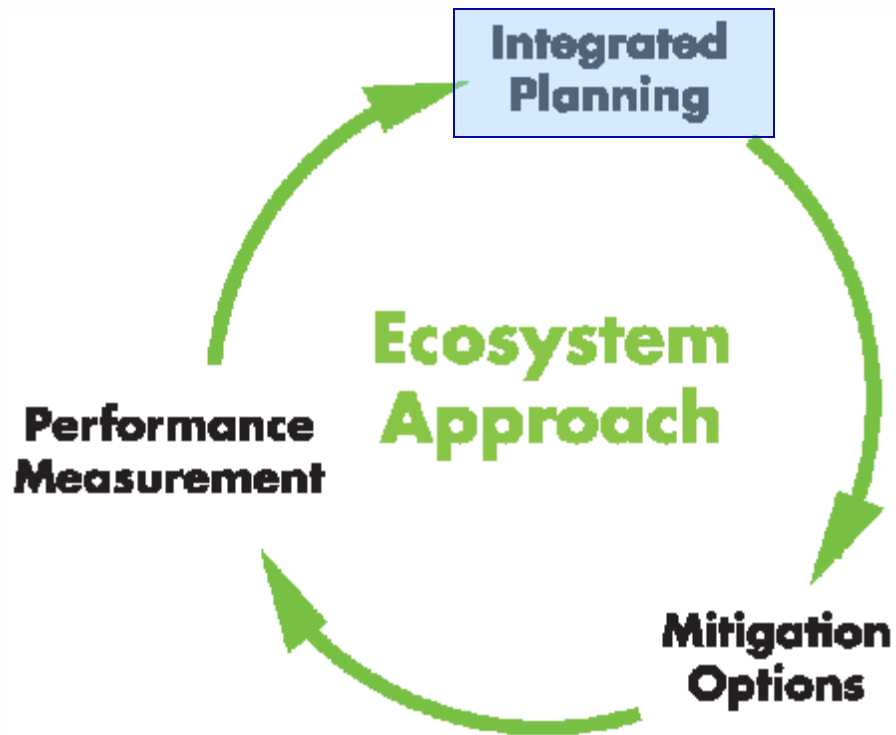 Integrated
Planning
Ecosystem
Approach
Performance
Measurement
Mitigation
Options